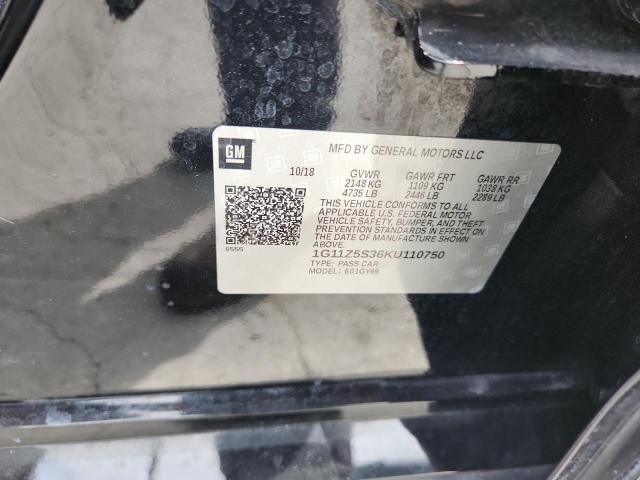 GM
MFD BY GENERAL MOTORS LLC
10/18
GVWR GAWR FRT GAWR RR
2148 KG 1109 KG 1038 KG
4735 LB 2446 LB 2289 LB
THIS VEHICLE CONFORMS TO ALL
APPLICABLE U.S. FEDERAL MOTOR
VEHICLE SAFETY, BUMPER, AND THEFT
PREVENTION STANDARDS IN EFFECT ON
THE DATE OF MANUFACTURE SHOWN
ABOVE.
1G11Z5S36KU110750
TYPE: PASS CAR
MODEL: